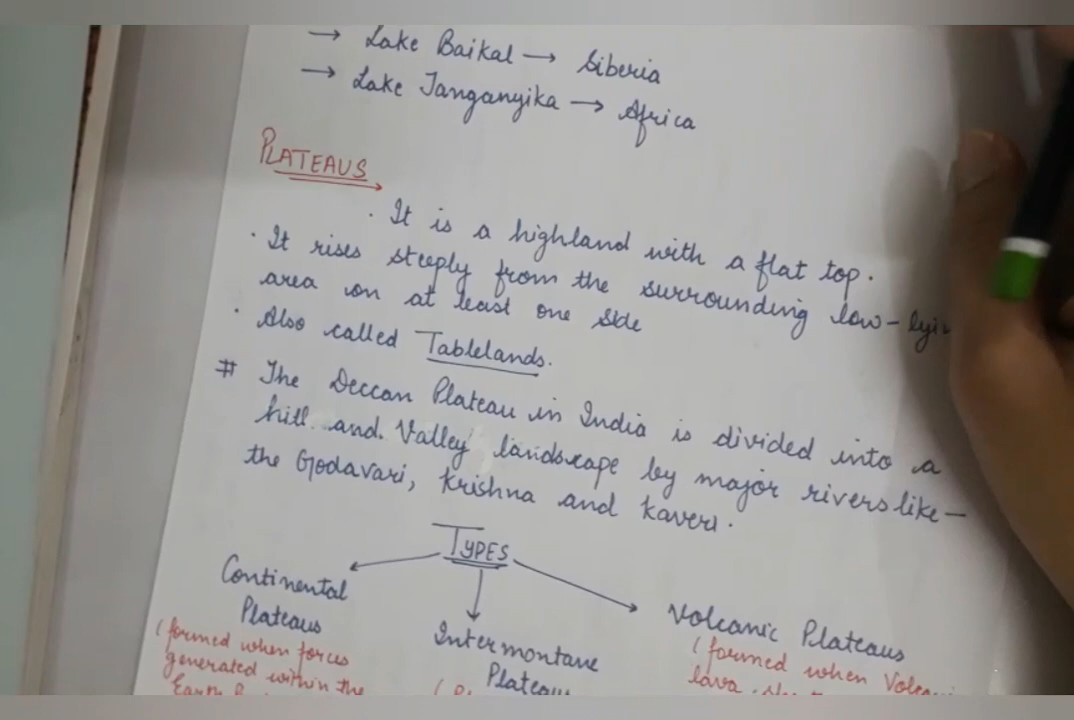 → Lake Baikal → Siberia
→ Lake Tanganyika → Africa
PLATEAUS
· It is a highland with a flat top.
· It rises steeply from the surrounding low-lyin
area on at least one side
· Also called Tablelands.
# The Deccan Plateau in India is divided into a
hill and Valley landscape by major rivers like—
the Godavari, Krishna and Kaveri.
TYPES
Continental
Plateaus
(formed when forces
generated within the
Earth
Intermontane
Plateau
Volcanic Plateaus
(formed when Volca
lava